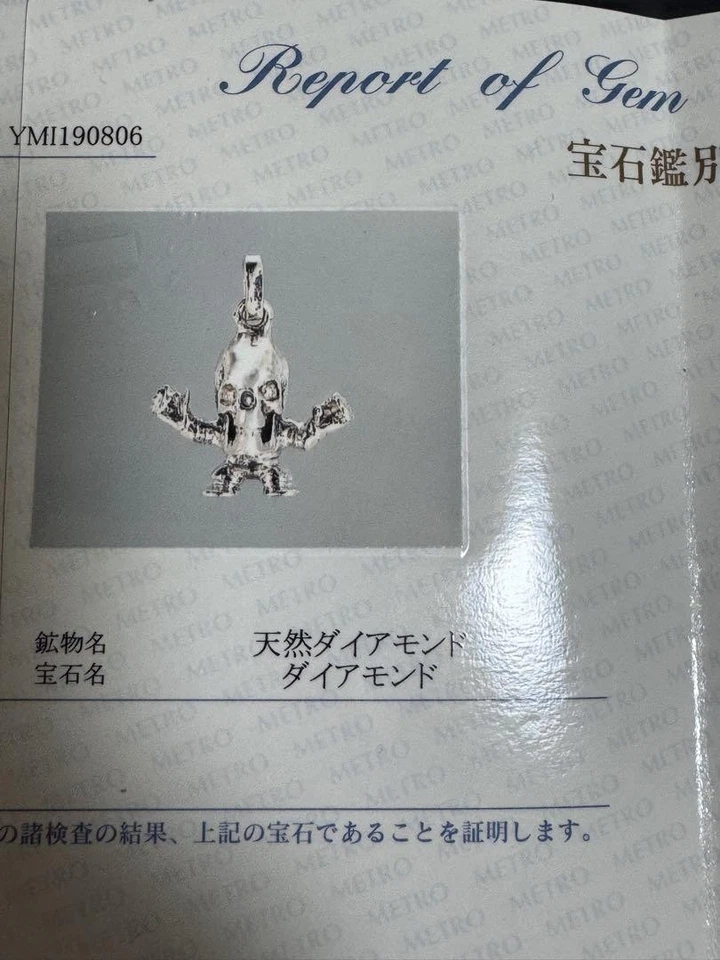 Report of Gem
YMI190806
宝石鑑別
鉱物名 天然ダイアモンド
宝石名 ダイアモンド
の諸検査の結果、上記の宝石であることを証明します。
METRO